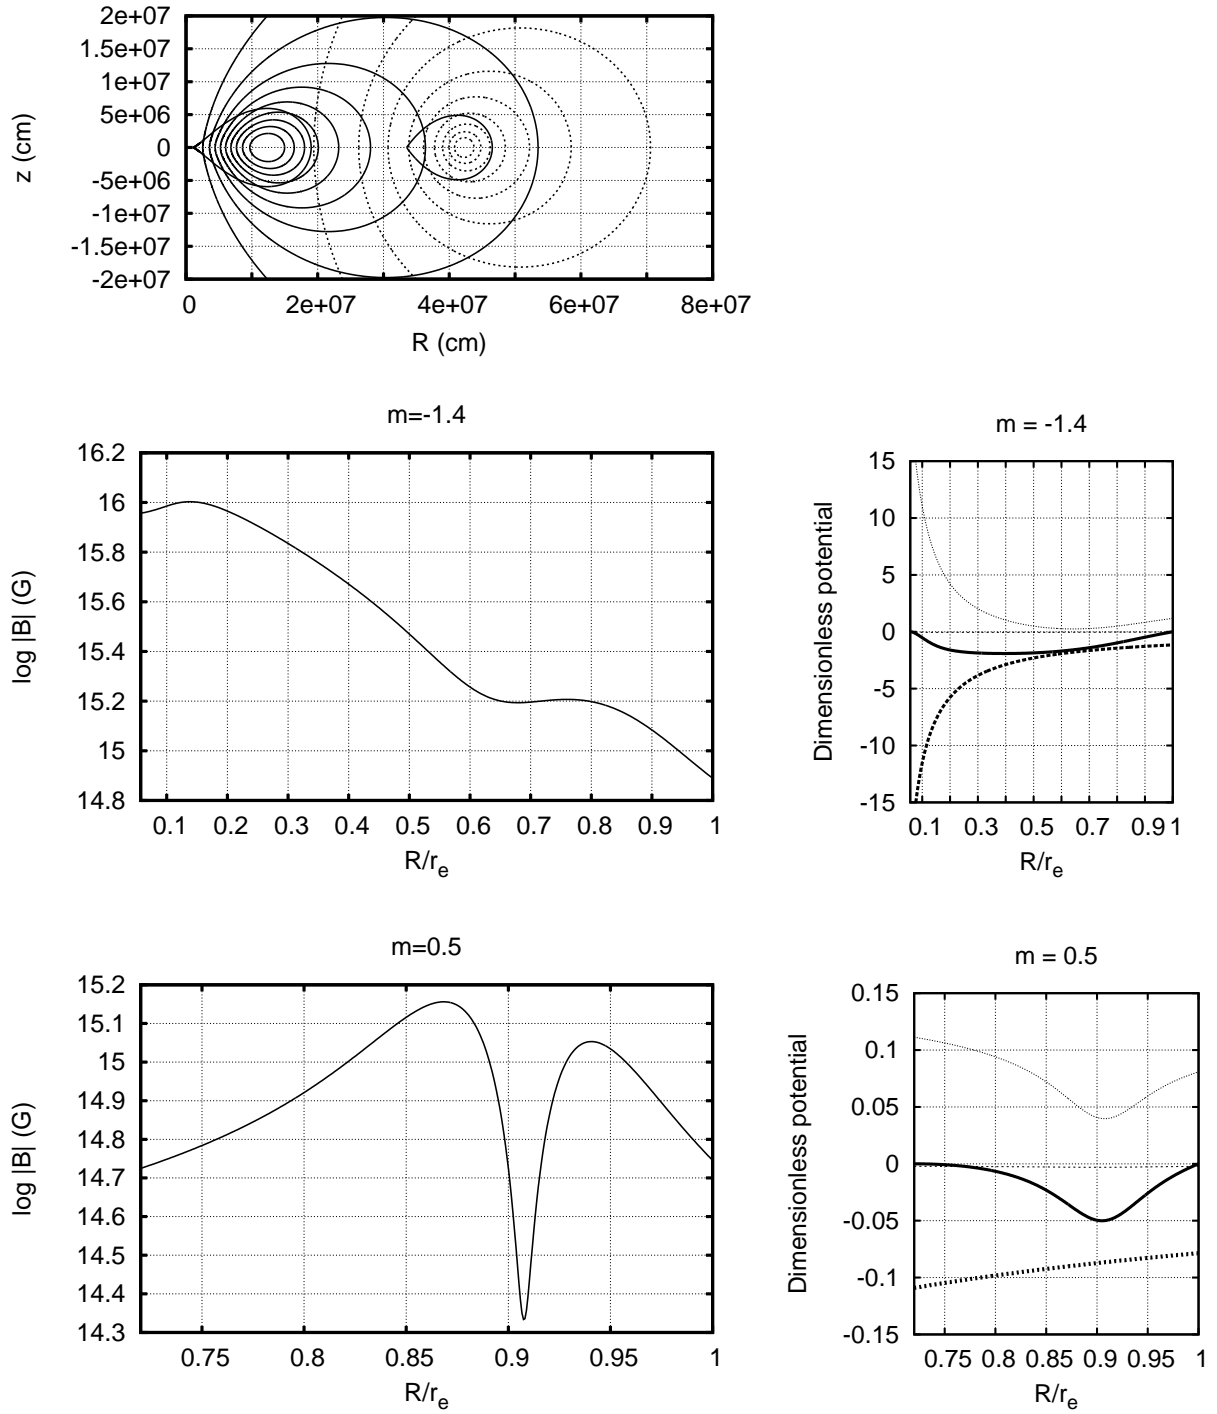 2e+07
1.5e+07
1e+07
5e+06
0
-5e+06
-1e+07
-1.5e+07
-2e+07
z (cm)
0 2e+07 4e+07 6e+07 8e+07
R (cm)
m=-1.4
16.2
16
15.8
15.6
15.4
15.2
15
14.8
log |B| (G)
0.1 0.2 0.3 0.4 0.5 0.6 0.7 0.8 0.9 1
R/re
m = -1.4
15
10
5
0
-5
-10
-15
Dimensionless potential
0.1 0.3 0.5 0.7 0.9 1
R/re
m=0.5
15.2
15.1
15
14.9
14.8
14.7
14.6
14.5
14.4
14.3
log |B| (G)
0.75 0.8 0.85 0.9 0.95 1
R/re
m = 0.5
0.15
0.1
0.05
0
-0.05
-0.1
-0.15
Dimensionless potential
0.75 0.8 0.85 0.9 0.95 1
R/re